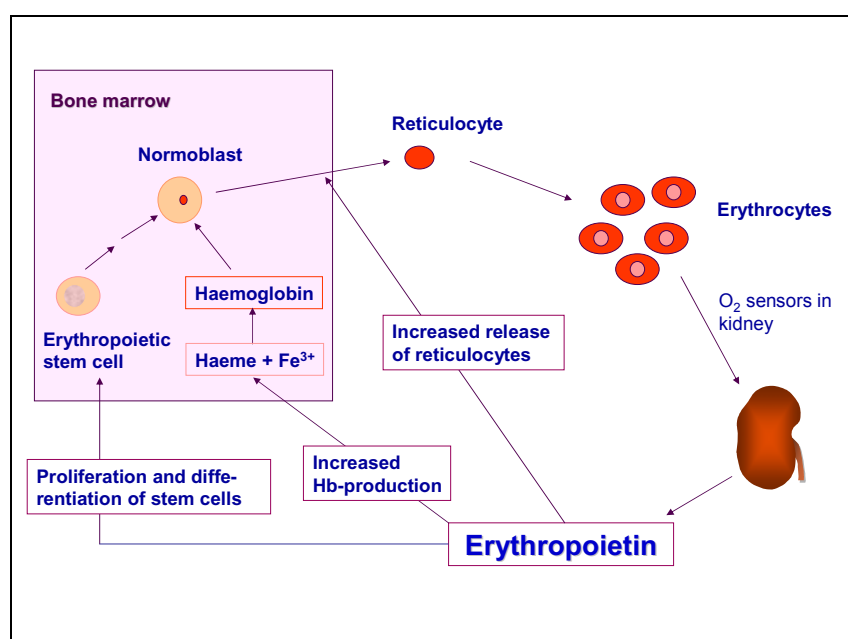 Bone marrow
Reticulocyte
Normoblast
Erythrocytes
Haemoglobin
O₂ sensors in
kidney
Erythropoietic
stem cell
Haeme + Fe³⁺
Increased release
of reticulocytes
Proliferation and diffe-
rentiation of stem cells
Increased
Hb-production
Erythropoietin